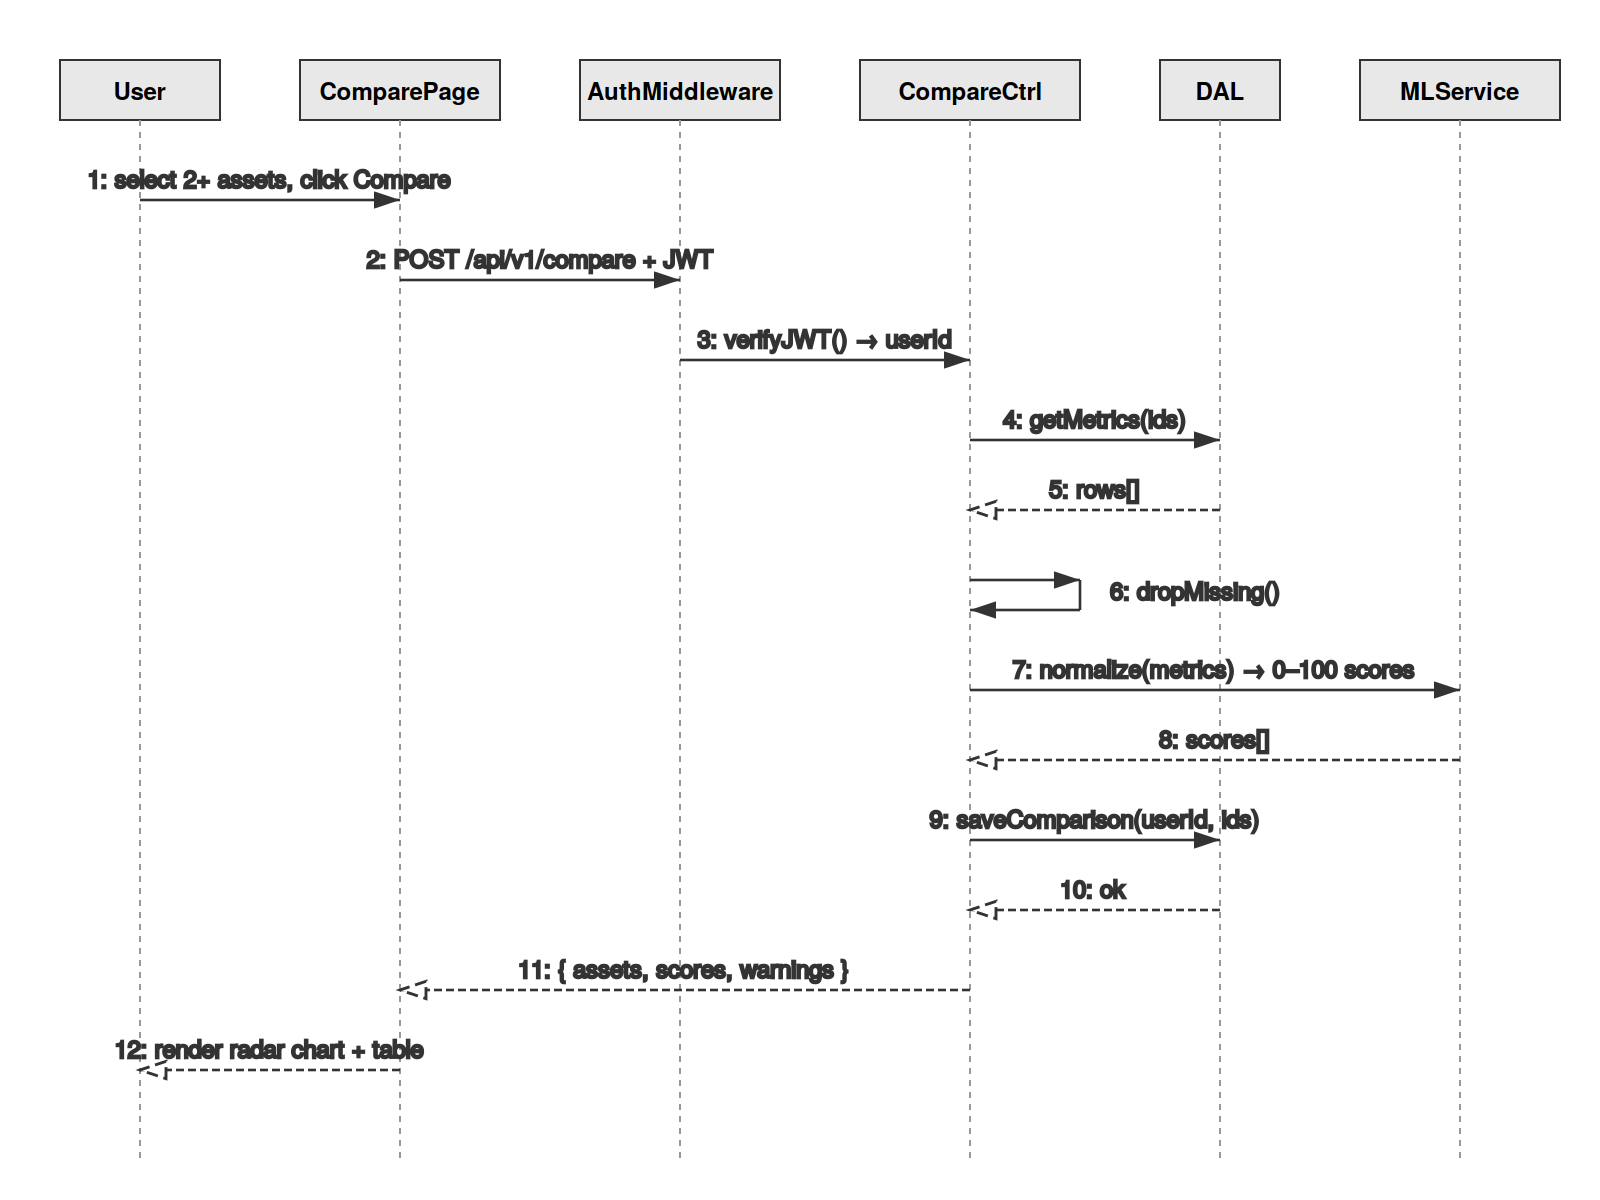 User
ComparePage
AuthMiddleware
CompareCtrl
DAL
MLService
1: select 2+ assets, click Compare
2: POST /api/v1/compare + JWT
3: verifyJWT() → userId
4: getMetrics(ids)
5: rows[]
6: dropMissing()
7: normalize(metrics) → 0–100 scores
8: scores[]
9: saveComparison(userId, ids)
10: ok
11: { assets, scores, warnings }
12: render radar chart + table